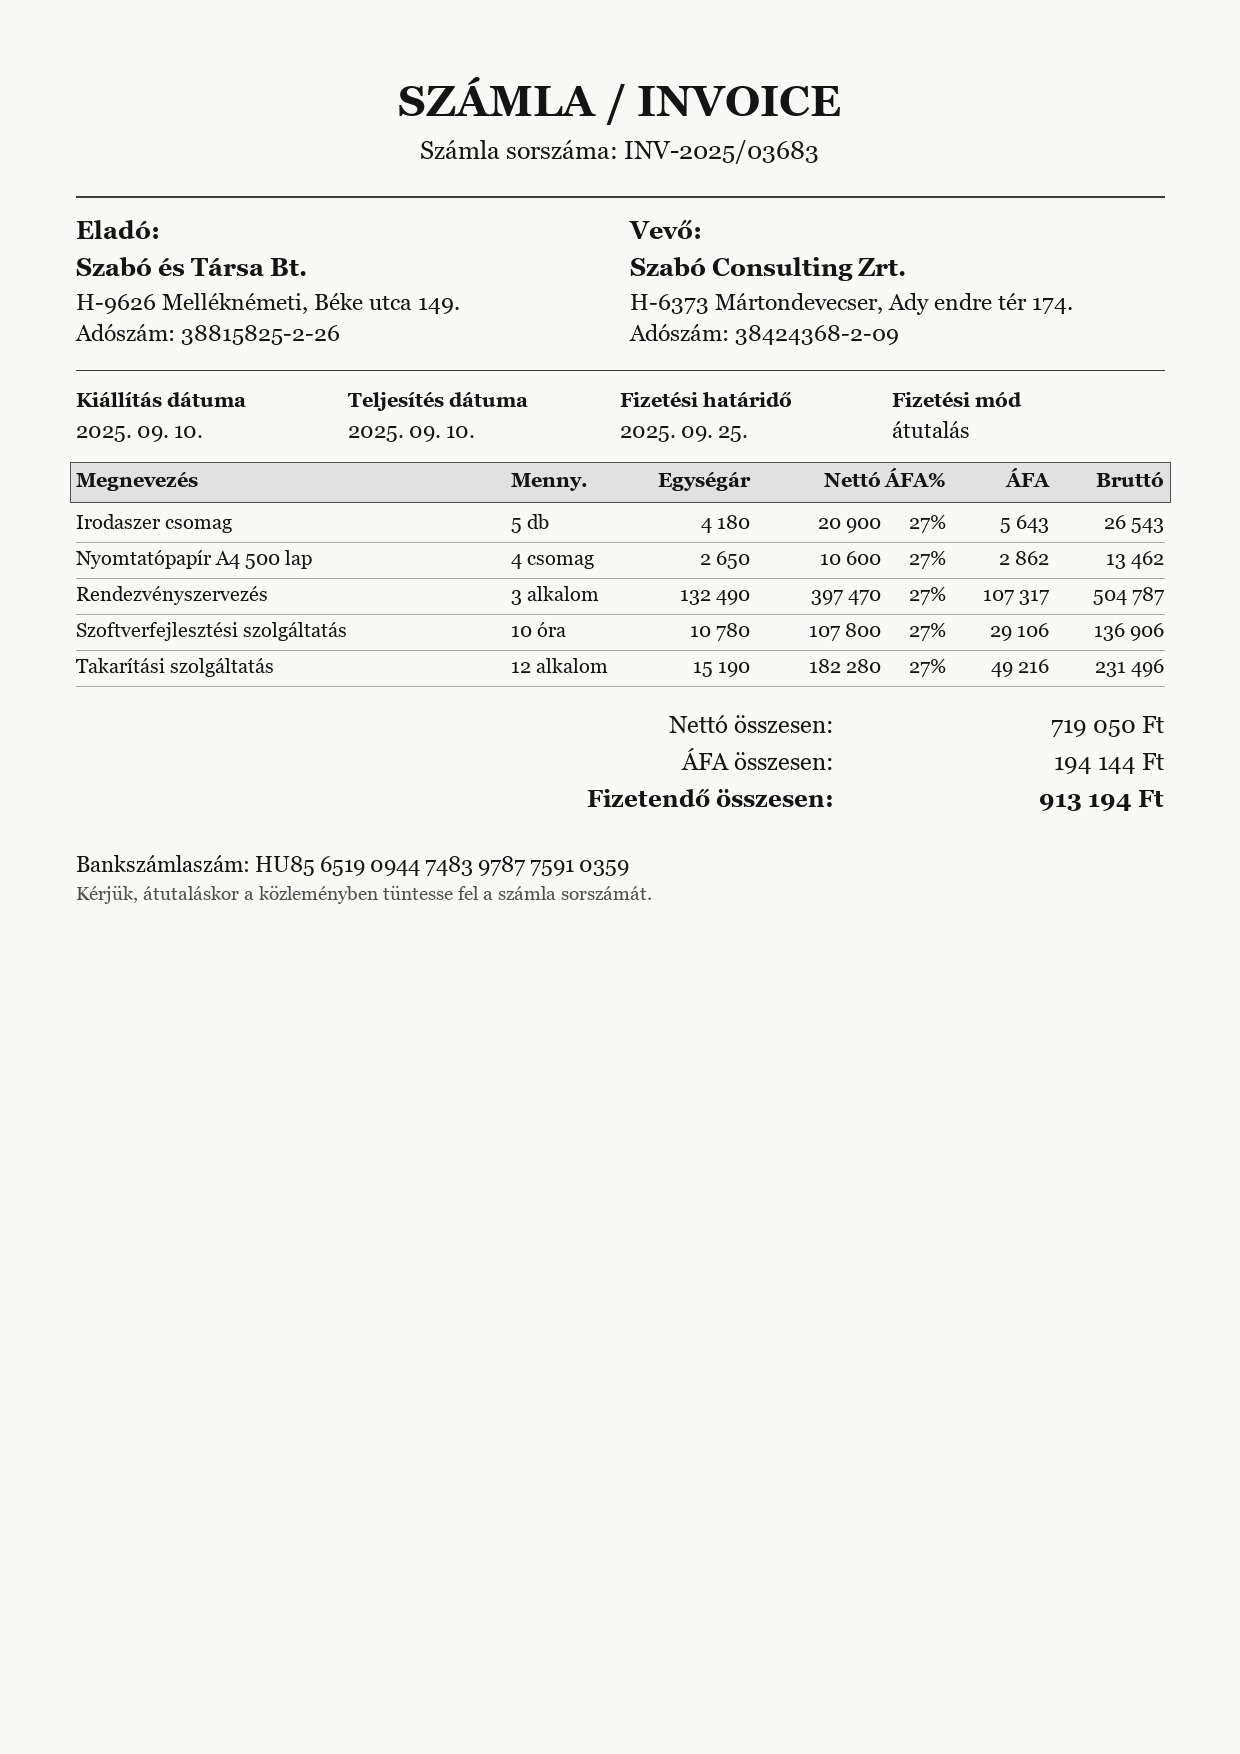 SZÁMLA / INVOICE
Számla sorszáma: INV-2025/03683
Eladó:
Szabó és Társa Bt.
H-9626 Melléknémeti, Béke utca 149.
Adószám: 38815825-2-26
Vevő:
Szabó Consulting Zrt.
H-6373 Mártondevecser, Ady endre tér 174.
Adószám: 38424368-2-09
Kiállítás dátuma Teljesítés dátuma Fizetési határidő Fizetési mód
2025. 09. 10. 2025. 09. 10. 2025. 09. 25. átutalás
Megnevezés Menny. Egységár Nettó ÁFA% ÁFA Bruttó
Irodaszer csomag 5 db 4 180 20 900 27% 5 643 26 543
Nyomtatópapír A4 500 lap 4 csomag 2 650 10 600 27% 2 862 13 462
Rendezvényszervezés 3 alkalom 132 490 397 470 27% 107 317 504 787
Szoftverfejlesztési szolgáltatás 10 óra 10 780 107 800 27% 29 106 136 906
Takarítási szolgáltatás 12 alkalom 15 190 182 280 27% 49 216 231 496
Nettó összesen: 719 050 Ft
ÁFA összesen: 194 144 Ft
Fizetendő összesen: 913 194 Ft
Bankszámlaszám: HU85 6519 0944 7483 9787 7591 0359
Kérjük, átutaláskor a közleményben tüntesse fel a számla sorszámát.